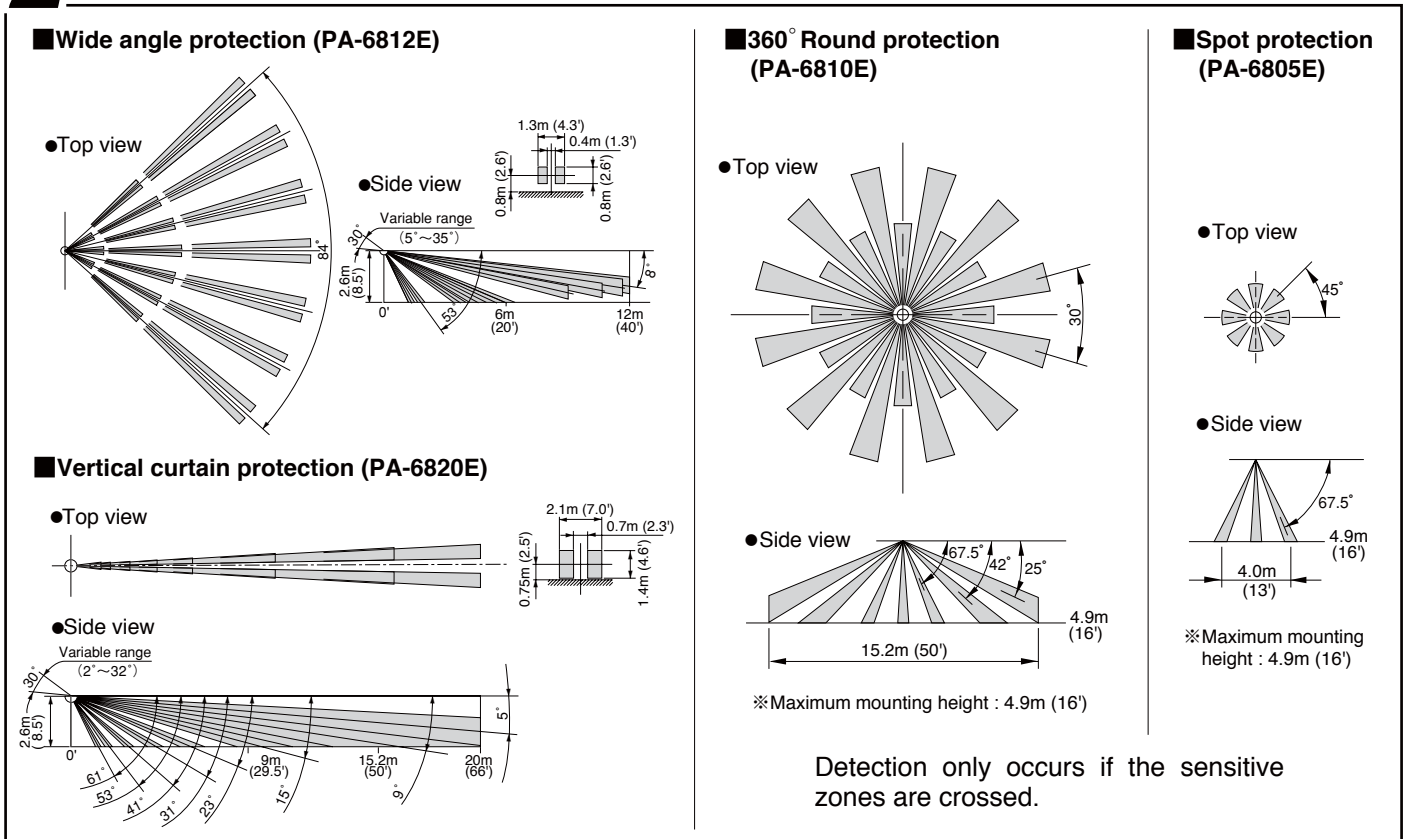 ■Wide angle protection (PA-6812E)
●Top view
84˚
●Side view
1.3m (4.3')
0.4m (1.3')
0.8m (2.6')
0.8m (2.6')
Variable range
(5˚～35˚)
30˚
2.6m
(8.5')
8˚
53˚
0'
6m
(20')
12m
(40')
■Vertical curtain protection (PA-6820E)
●Top view
2.1m (7.0')
0.7m (2.3')
0.75m (2.5')
1.4m (4.6')
●Side view
Variable range
(2˚～32˚)
30˚
2.6m
(8.5')
5˚
0'
9m
(29.5')
15.2m
(50')
20m
(66')
61˚
53˚
41˚
31˚
23˚
15˚
9˚
■360˚ Round protection
(PA-6810E)
●Top view
30˚
●Side view
67.5˚
42˚
25˚
4.9m
(16')
15.2m (50')
※Maximum mounting height : 4.9m (16')
■Spot protection
(PA-6805E)
●Top view
45˚
●Side view
67.5˚
4.9m
(16')
4.0m
(13')
※Maximum mounting
height : 4.9m (16')
Detection only occurs if the sensitive
zones are crossed.